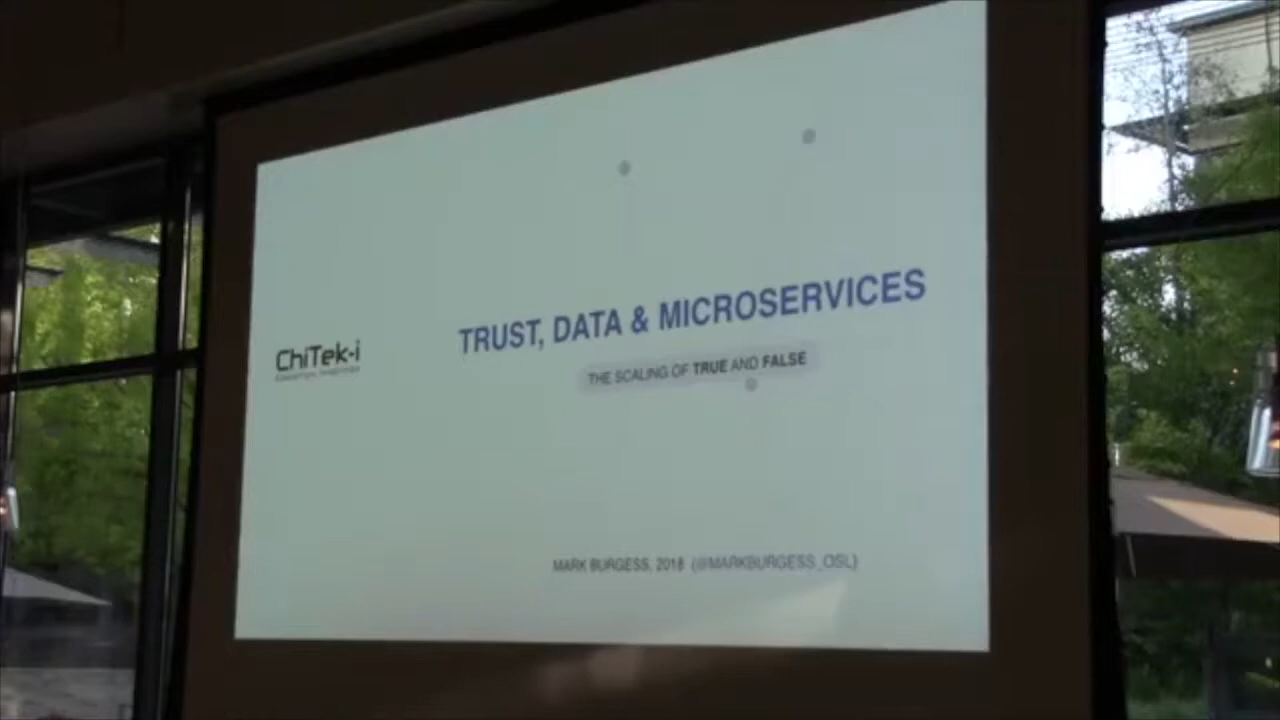 TRUST, DATA & MICROSERVICES
ChiTek-i
THE SCALING OF TRUE AND FALSE
MARK BURGESS, 2018 (@MARKBURGESS_OSL)